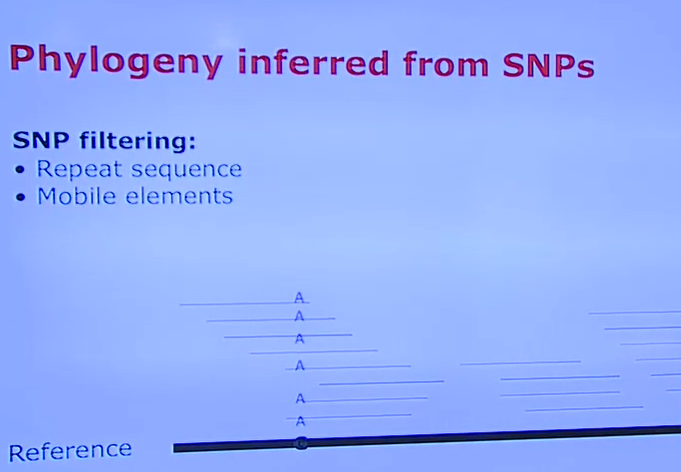 Phylogeny inferred from SNPs
SNP filtering:
• Repeat sequence
• Mobile elements
A
A
A
A
A
A
G
Reference